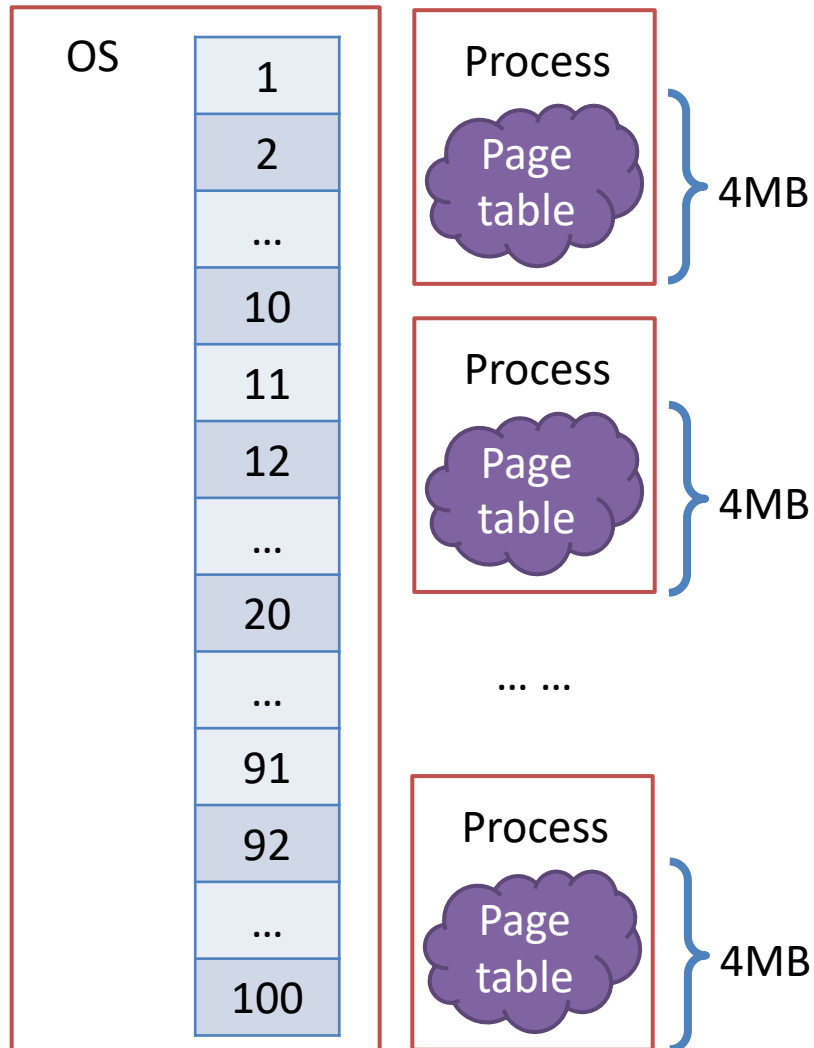 OS
1
2
...
10
11
12
...
20
...
91
92
...
100
Process
Page
table
4MB
Process
Page
table
4MB
... ...
Process
Page
table
4MB